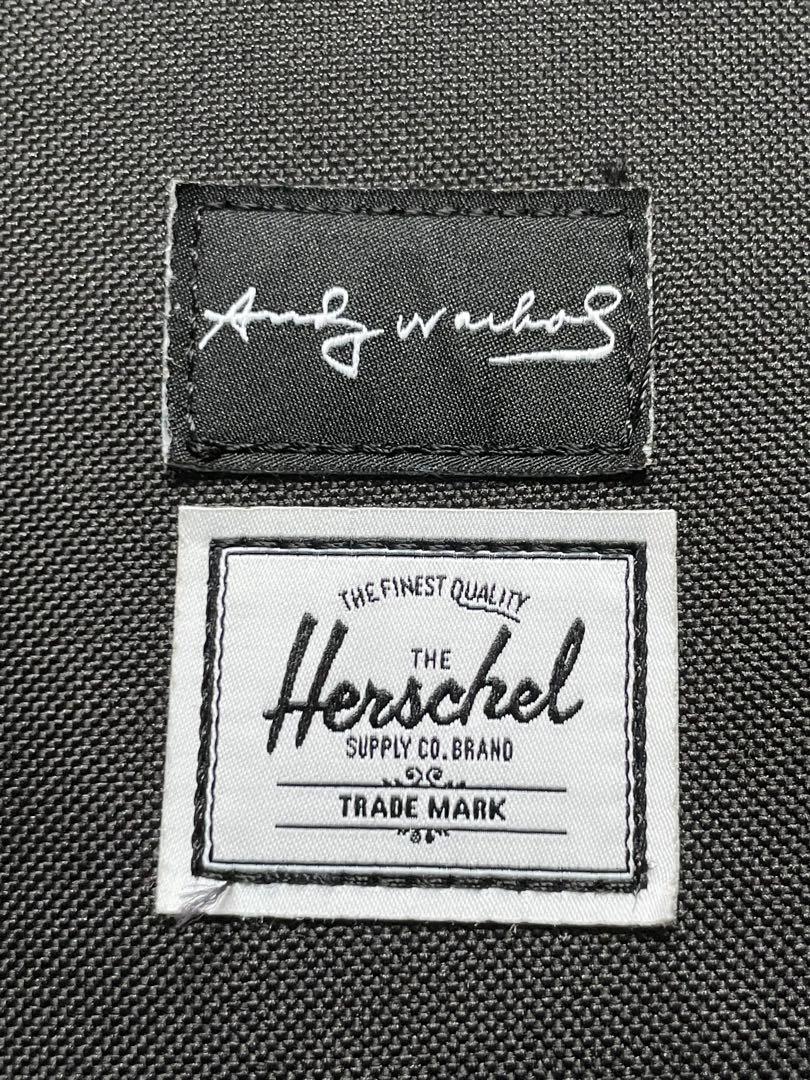 Andy Warhol
THE FINEST QUALITY
THE
Herschel
SUPPLY CO. BRAND
TRADE MARK